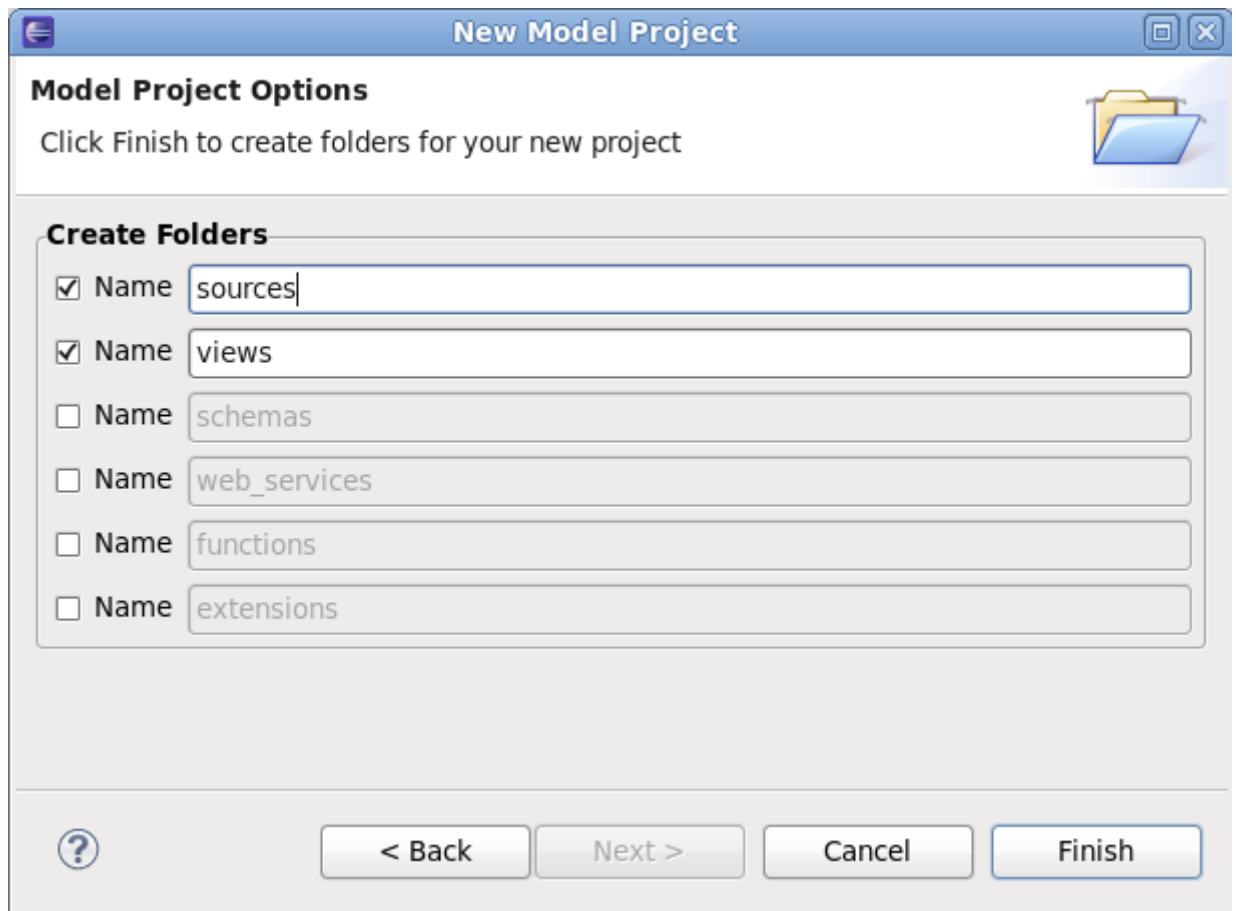 New Model Project
Model Project Options
Click Finish to create folders for your new project
Create Folders
Name sources
Name views
Name schemas
Name web_services
Name functions
Name extensions
? < Back Next > Cancel Finish